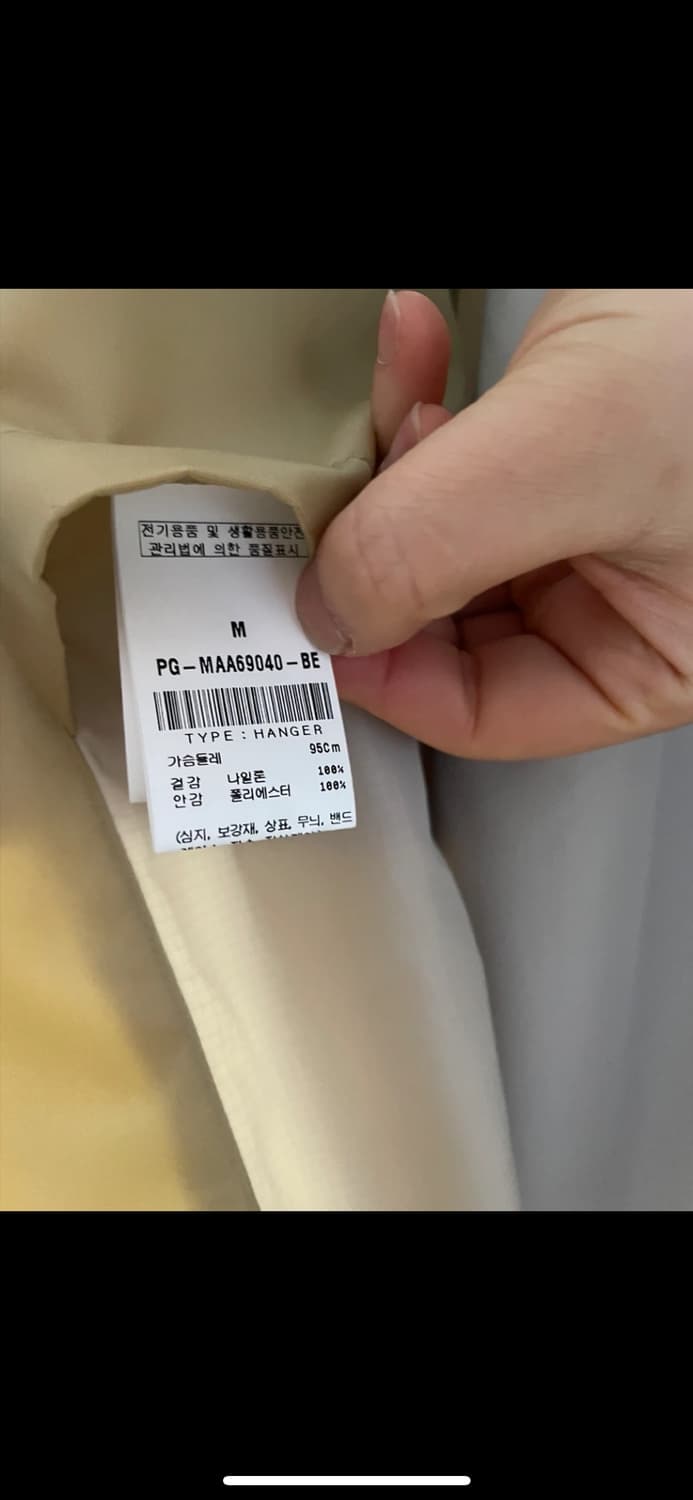 전기용품 및 생활용품안전
관리법에 의한 품질표시
M
PG-MAA69040-BE
TYPE : HANGER
가슴둘레 95Cm
겉감 나일론 100%
안감 폴리에스터 100%
(심지, 보강재, 상표, 무늬, 밴드